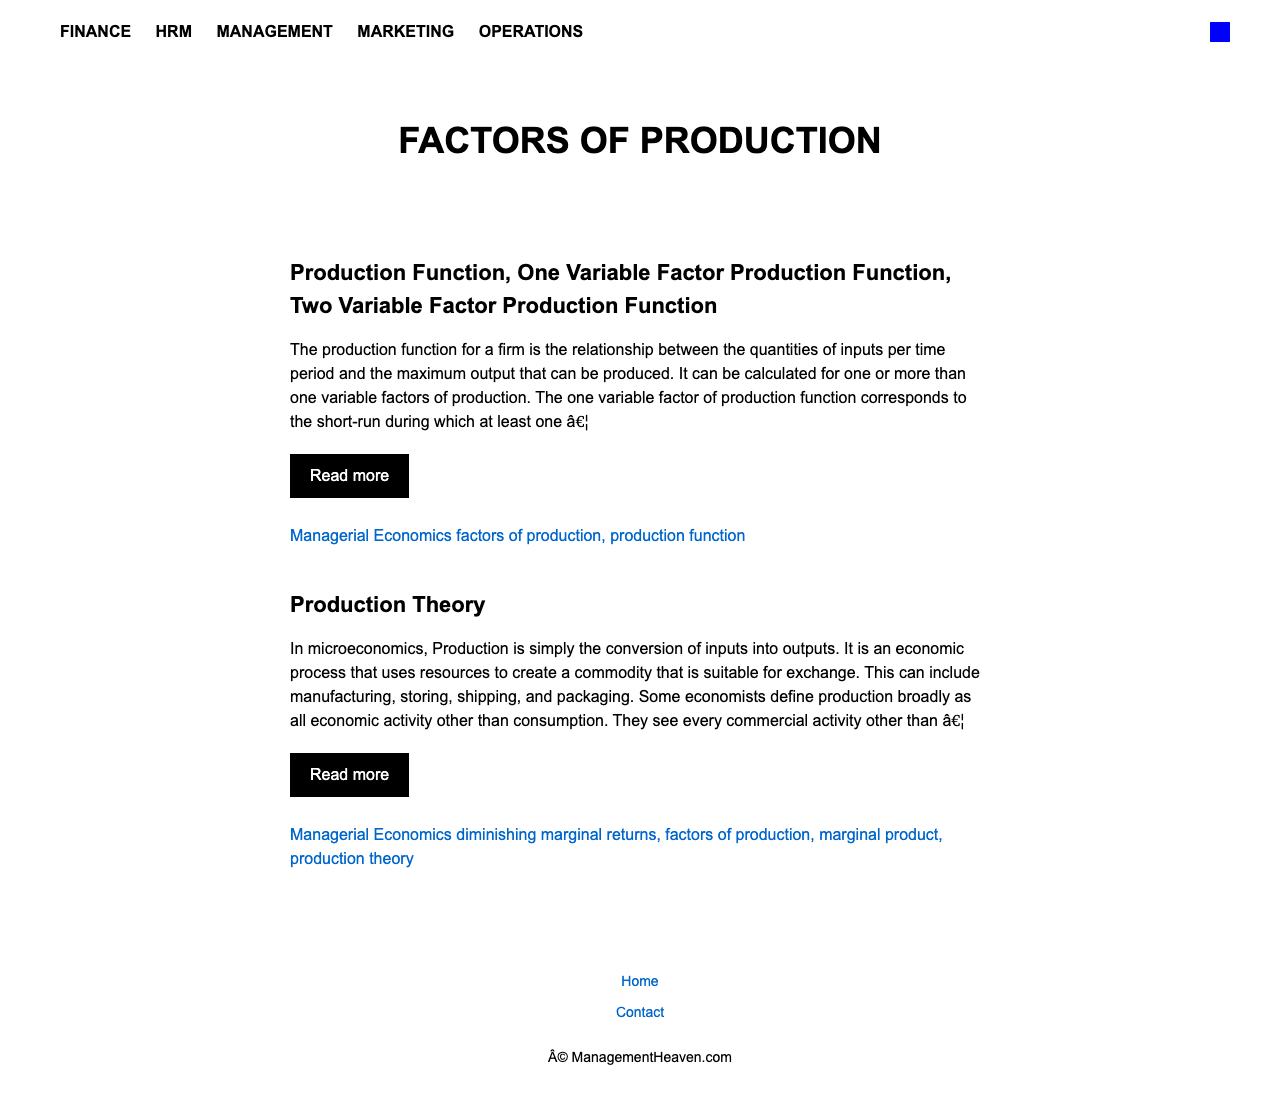 FINANCE HRM MANAGEMENT MARKETING OPERATIONS
FACTORS OF PRODUCTION
Production Function, One Variable Factor Production Function,
Two Variable Factor Production Function
The production function for a firm is the relationship between the quantities of inputs per time
period and the maximum output that can be produced. It can be calculated for one or more than
one variable factors of production. The one variable factor of production function corresponds to
the short-run during which at least one â€¦
Read more
Managerial Economics factors of production, production function
Production Theory
In microeconomics, Production is simply the conversion of inputs into outputs. It is an economic
process that uses resources to create a commodity that is suitable for exchange. This can include
manufacturing, storing, shipping, and packaging. Some economists define production broadly as
all economic activity other than consumption. They see every commercial activity other than â€¦
Read more
Managerial Economics diminishing marginal returns, factors of production, marginal product,
production theory
Home
Contact
Â© ManagementHeaven.com